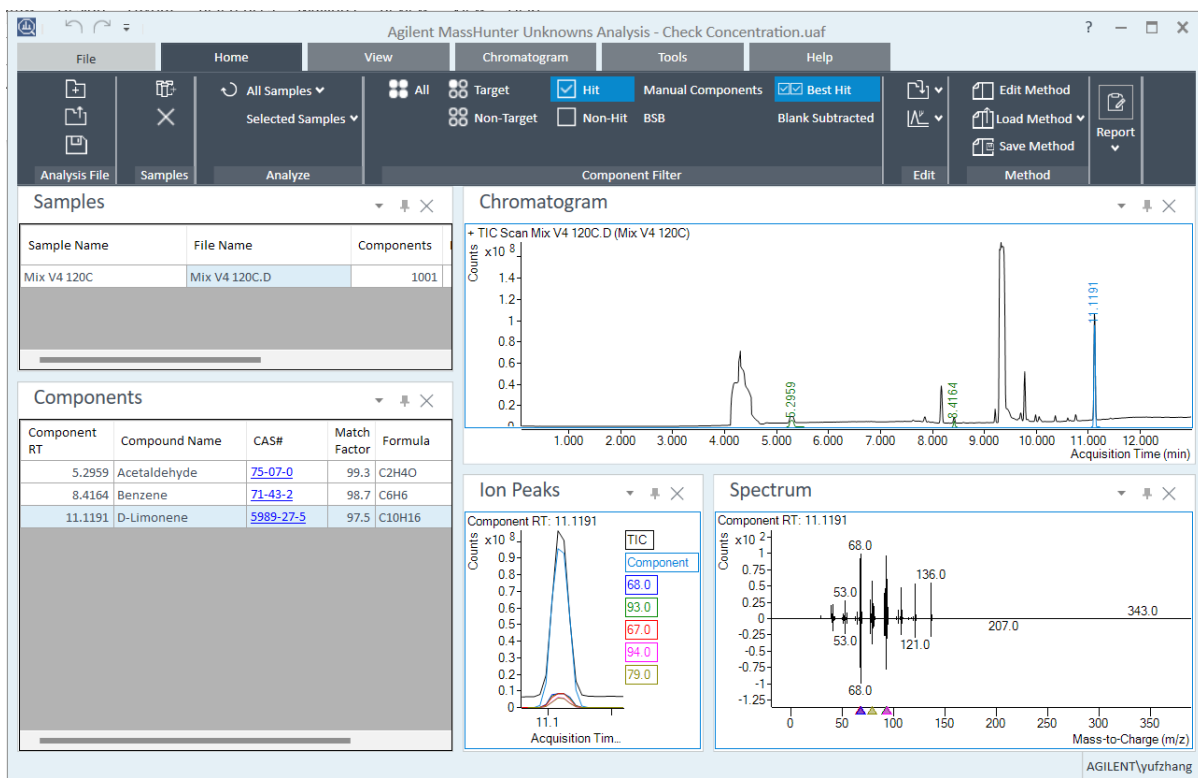 Agilent MassHunter Unknowns Analysis - Check Concentration.uaf
?
File Home View Chromatogram Tools Help
All Samples
Selected Samples
All Target Hit Manual Components Best Hit
Non-Target Non-Hit BSB Blank Subtracted
Edit Method
Load Method
Save Method
Report
Analysis File Samples Analyze Component Filter Edit Method
Samples
Sample Name File Name Components
Mix V4 120C Mix V4 120C.D 1001
Components
Component RT Compound Name CAS# Match Factor Formula
5.2959 Acetaldehyde 75-07-0 99.3 C2H4O
8.4164 Benzene 71-43-2 98.7 C6H6
11.1191 D-Limonene 5989-27-5 97.5 C10H16
Chromatogram
+ TIC Scan Mix V4 120C.D (Mix V4 120C)
Counts
x10 8
1.4
1.2
1
0.8
0.6
0.4
0.2
0
5.2959
8.4164
11.1191
1.000 2.000 3.000 4.000 5.000 6.000 7.000 8.000 9.000 10.000 11.000 12.000
Acquisition Time (min)
Ion Peaks
Component RT: 11.1191
Counts
x10 8
0.9
0.8
0.7
0.6
0.5
0.4
0.3
0.2
0.1
0
TIC
Component
68.0
93.0
67.0
94.0
79.0
11.1
Acquisition Tim...
Spectrum
Component RT: 11.1191
Counts
x10 2
1
0.75
0.5
0.25
0
-0.25
-0.5
-0.75
-1
-1.25
68.0
136.0
53.0
343.0
207.0
53.0
121.0
68.0
0 50 100 150 200 250 300 350
Mass-to-Charge (m/z)
AGILENT\yufzhang